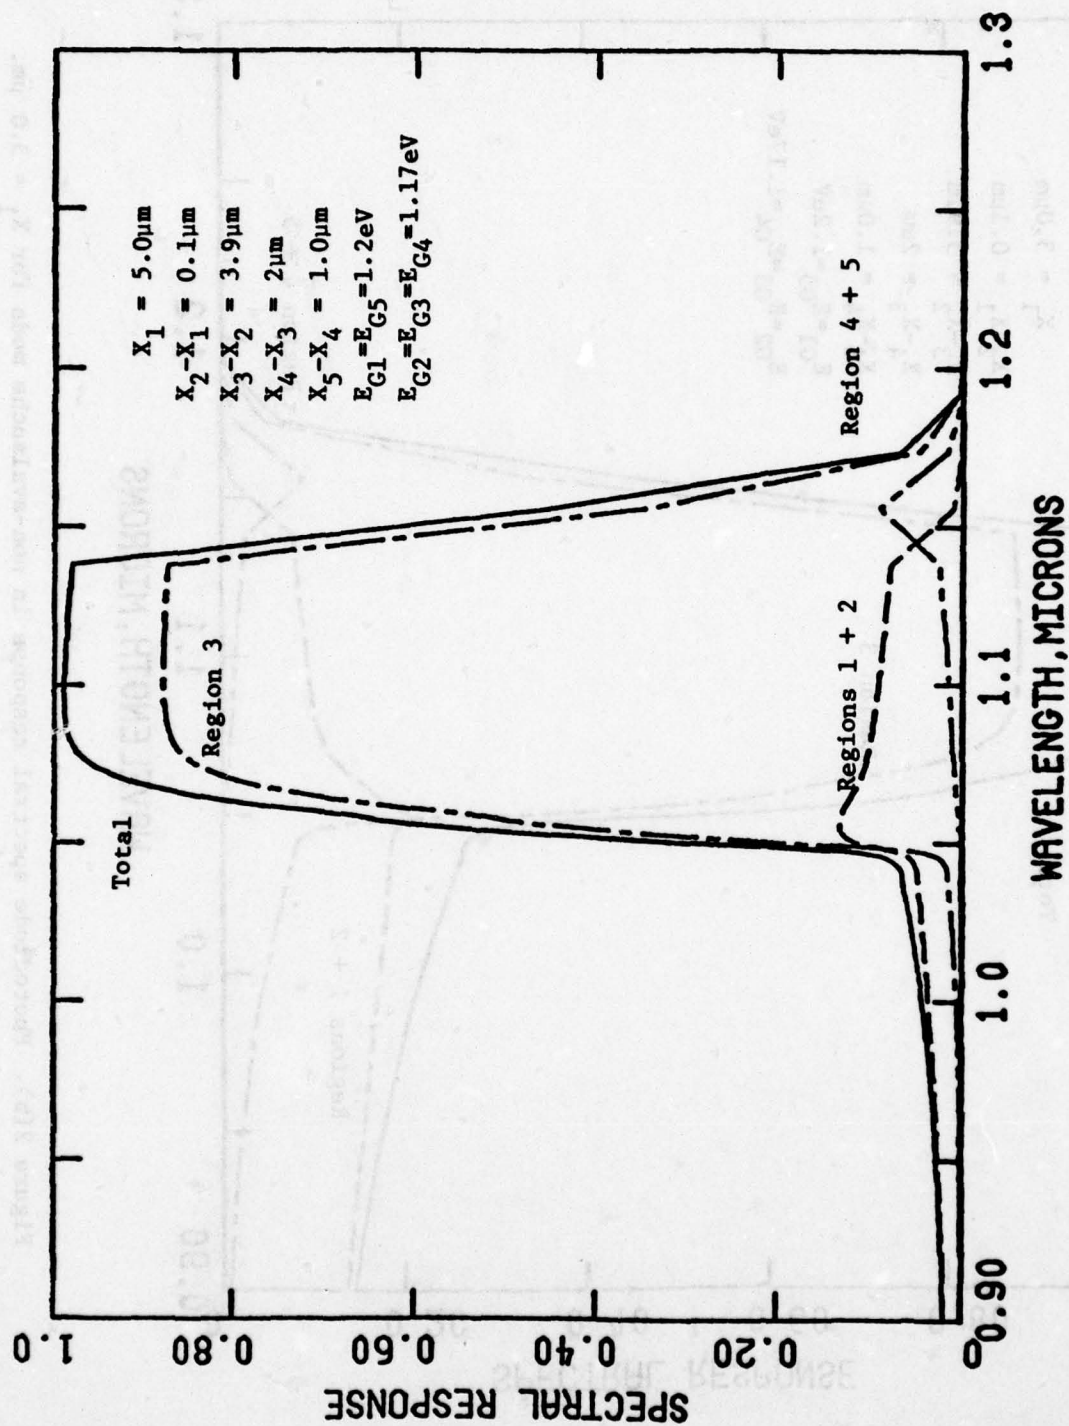 SPECTRAL RESPONSE
1.0
0.80
0.60
0.40
0.20
0
0.90
1.0
1.1
1.2
1.3
WAVELENGTH, MICRONS
Total
Region 3
Regions 1 + 2
Region 4 + 5
X1 = 5.0μm
X2-X1 = 0.1μm
X3-X2 = 3.9μm
X4-X3 = 2μm
X5-X4 = 1.0μm
EG1=EG5=1.2eV
EG2=EG3=EG4=1.17eV